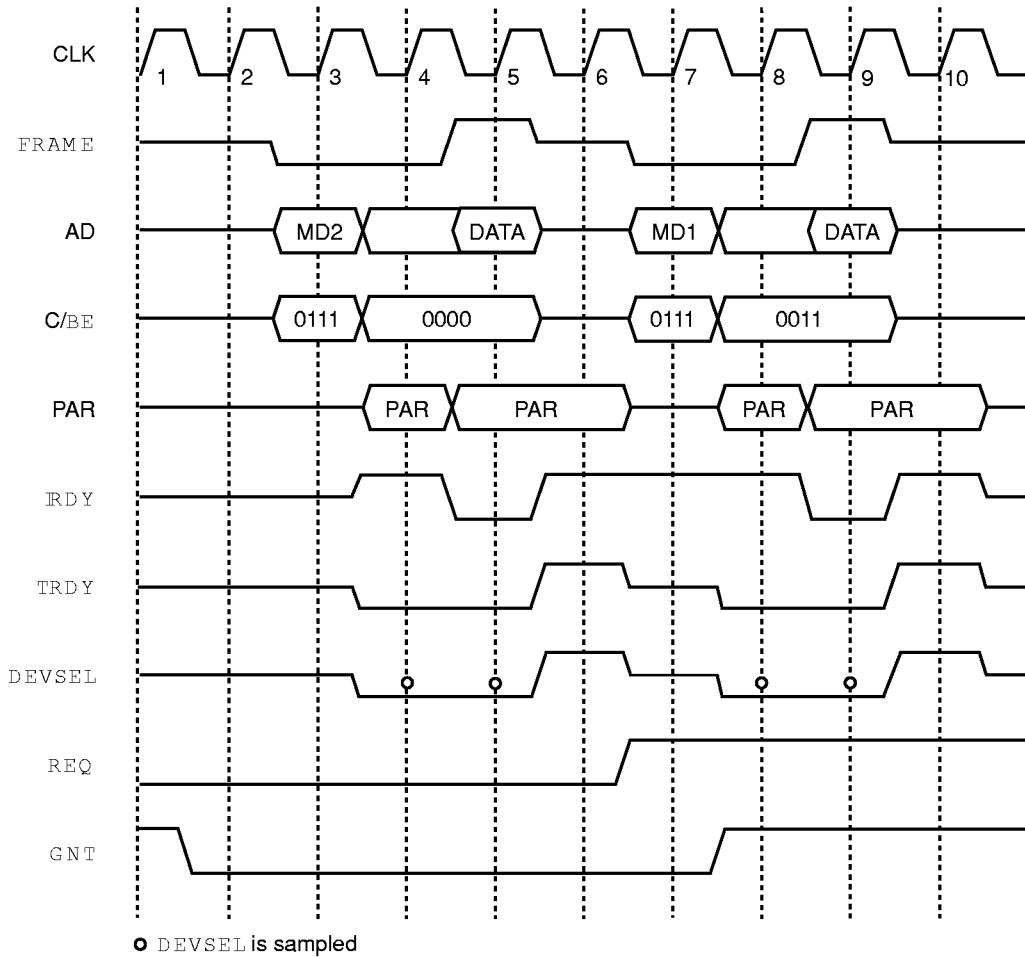 CLK
1 2 3 4 5 6 7 8 9 10
FRAME
AD
MD2 DATA MD1 DATA
C/BE
0111 0000 0111 0011
PAR
PAR PAR PAR PAR
IRDY
TRDY
DEVSEL
REQ
GNT
DEVSEL is sampled